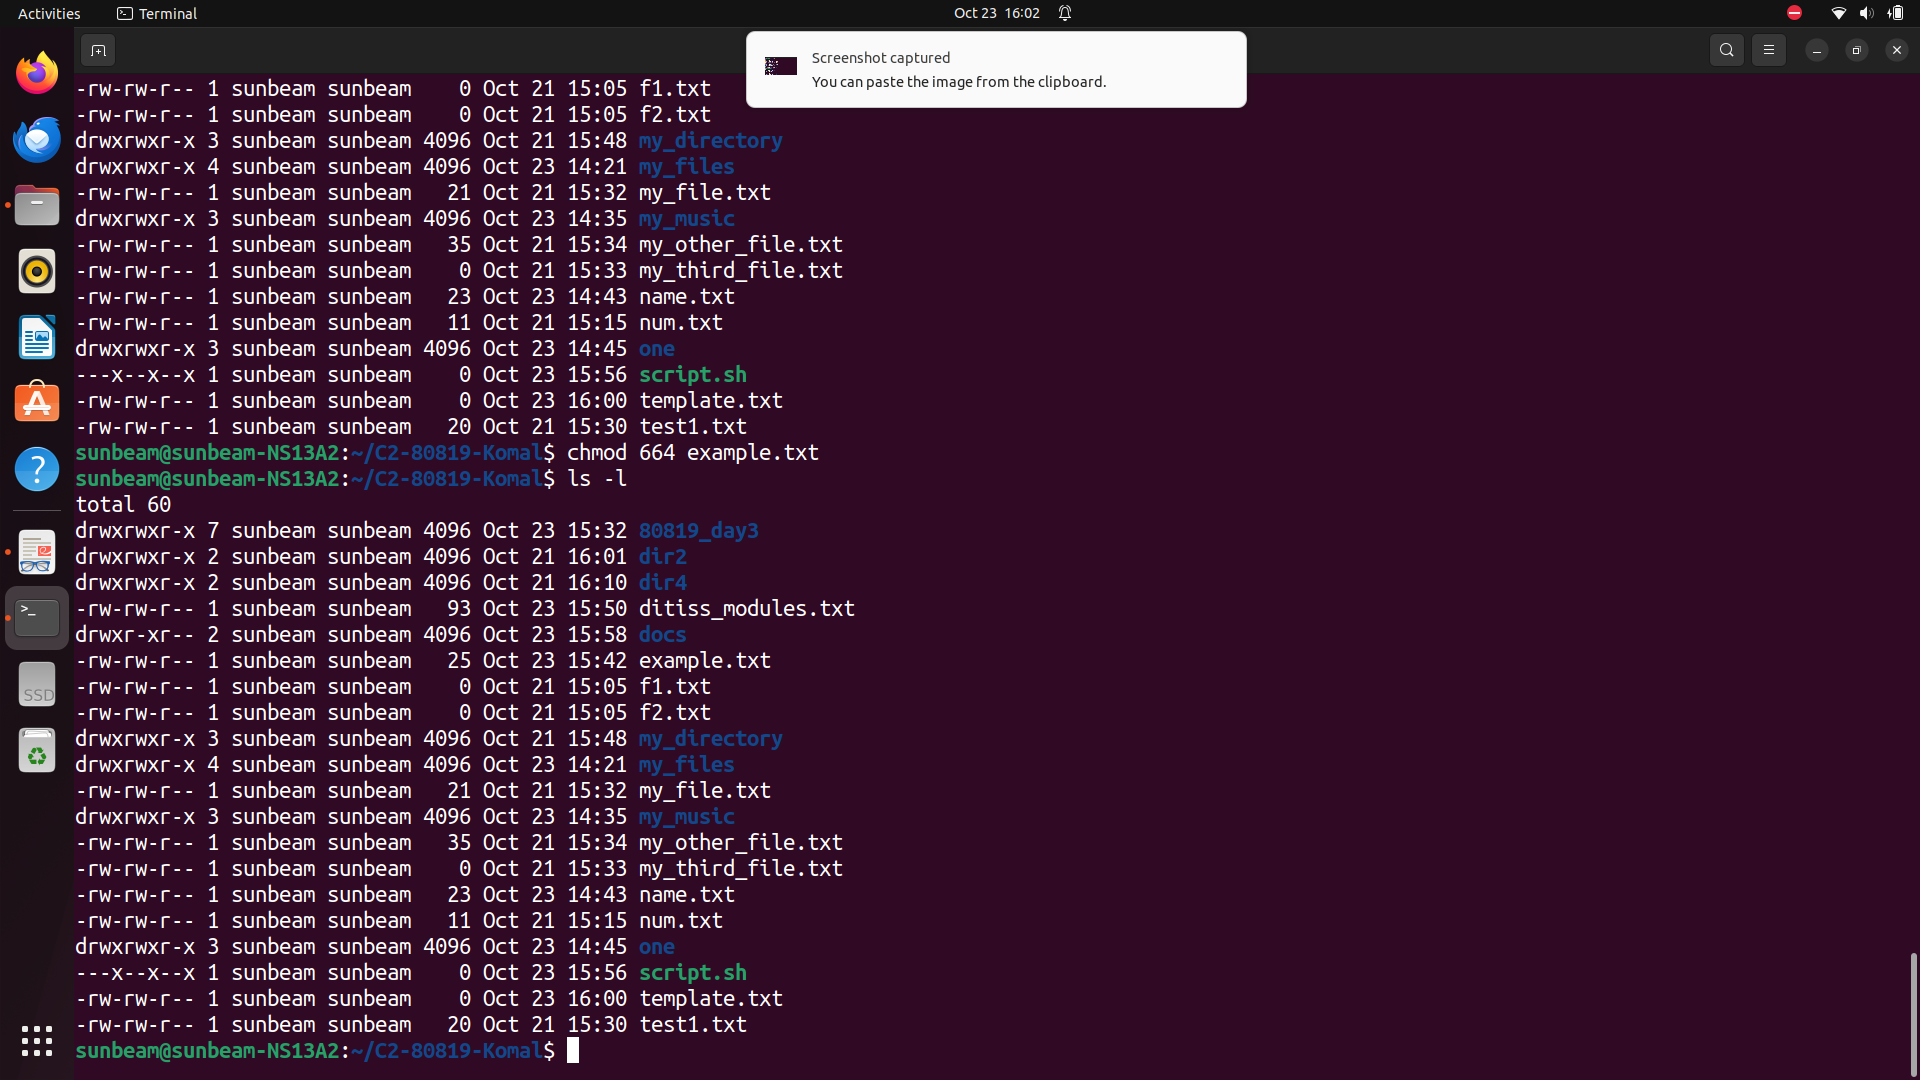 Activities Terminal Oct 23 16:02
Screenshot captured
You can paste the image from the clipboard.
-rw-rw-r-- 1 sunbeam sunbeam    0 Oct 21 15:05 f1.txt
-rw-rw-r-- 1 sunbeam sunbeam    0 Oct 21 15:05 f2.txt
drwxrwxr-x 3 sunbeam sunbeam 4096 Oct 21 15:48 my_directory
drwxrwxr-x 4 sunbeam sunbeam 4096 Oct 23 14:21 my_files
-rw-rw-r-- 1 sunbeam sunbeam   21 Oct 21 15:32 my_file.txt
drwxrwxr-x 3 sunbeam sunbeam 4096 Oct 23 14:35 my_music
-rw-rw-r-- 1 sunbeam sunbeam   35 Oct 21 15:34 my_other_file.txt
-rw-rw-r-- 1 sunbeam sunbeam    0 Oct 21 15:33 my_third_file.txt
-rw-rw-r-- 1 sunbeam sunbeam   23 Oct 23 14:43 name.txt
-rw-rw-r-- 1 sunbeam sunbeam   11 Oct 21 15:15 num.txt
drwxrwxr-x 3 sunbeam sunbeam 4096 Oct 23 14:45 one
---x--x--x 1 sunbeam sunbeam    0 Oct 23 15:56 script.sh
-rw-rw-r-- 1 sunbeam sunbeam    0 Oct 23 16:00 template.txt
-rw-rw-r-- 1 sunbeam sunbeam   20 Oct 21 15:30 test1.txt
sunbeam@sunbeam-NS13A2:~/C2-80819-Komal$ chmod 664 example.txt
sunbeam@sunbeam-NS13A2:~/C2-80819-Komal$ ls -l
total 60
drwxrwxr-x 7 sunbeam sunbeam 4096 Oct 23 15:32 80819_day3
drwxrwxr-x 2 sunbeam sunbeam 4096 Oct 21 16:01 dir2
drwxrwxr-x 2 sunbeam sunbeam 4096 Oct 21 16:10 dir4
-rw-rw-r-- 1 sunbeam sunbeam   93 Oct 23 15:50 ditiss_modules.txt
drwxr-xr-- 2 sunbeam sunbeam 4096 Oct 23 15:58 docs
-rw-rw-r-- 1 sunbeam sunbeam   25 Oct 23 15:42 example.txt
-rw-rw-r-- 1 sunbeam sunbeam    0 Oct 21 15:05 f1.txt
-rw-rw-r-- 1 sunbeam sunbeam    0 Oct 21 15:05 f2.txt
drwxrwxr-x 3 sunbeam sunbeam 4096 Oct 21 15:48 my_directory
drwxrwxr-x 4 sunbeam sunbeam 4096 Oct 23 14:21 my_files
-rw-rw-r-- 1 sunbeam sunbeam   21 Oct 21 15:32 my_file.txt
drwxrwxr-x 3 sunbeam sunbeam 4096 Oct 23 14:35 my_music
-rw-rw-r-- 1 sunbeam sunbeam   35 Oct 21 15:34 my_other_file.txt
-rw-rw-r-- 1 sunbeam sunbeam    0 Oct 21 15:33 my_third_file.txt
-rw-rw-r-- 1 sunbeam sunbeam   23 Oct 23 14:43 name.txt
-rw-rw-r-- 1 sunbeam sunbeam   11 Oct 21 15:15 num.txt
drwxrwxr-x 3 sunbeam sunbeam 4096 Oct 23 14:45 one
---x--x--x 1 sunbeam sunbeam    0 Oct 23 15:56 script.sh
-rw-rw-r-- 1 sunbeam sunbeam    0 Oct 23 16:00 template.txt
-rw-rw-r-- 1 sunbeam sunbeam   20 Oct 21 15:30 test1.txt
sunbeam@sunbeam-NS13A2:~/C2-80819-Komal$
SSD